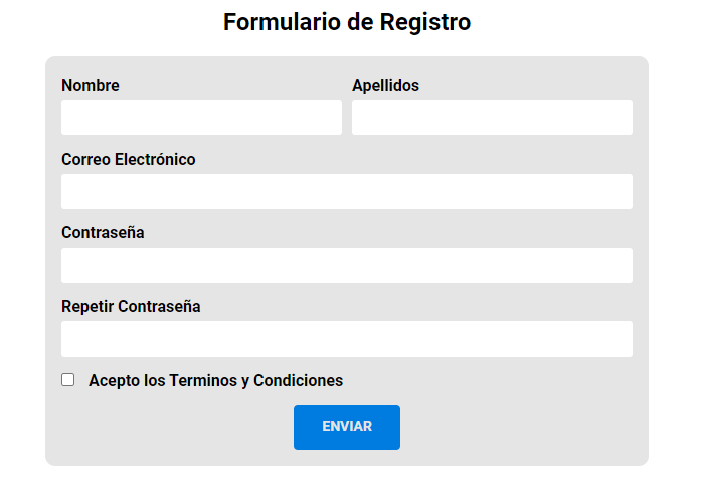 Formulario de Registro
Nombre Apellidos
Correo Electrónico
Contraseña
Repetir Contraseña
Acepto los Terminos y Condiciones
ENVIAR